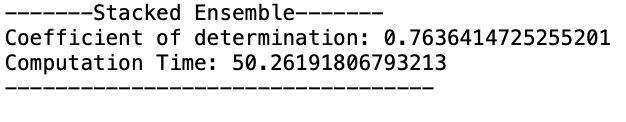 -------Stacked Ensemble-------
Coefficient of determination: 0.7636414725255201
Computation Time: 50.26191806793213
----------------------------------